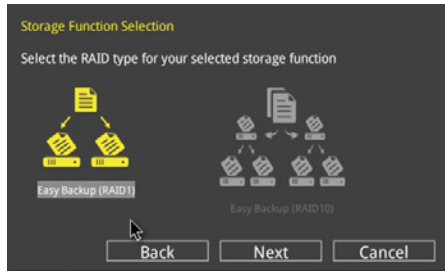 Storage Function Selection
Select the RAID type for your selected storage function
Easy Backup (RAID1)
Easy Backup (RAID10)
Back
Next
Cancel